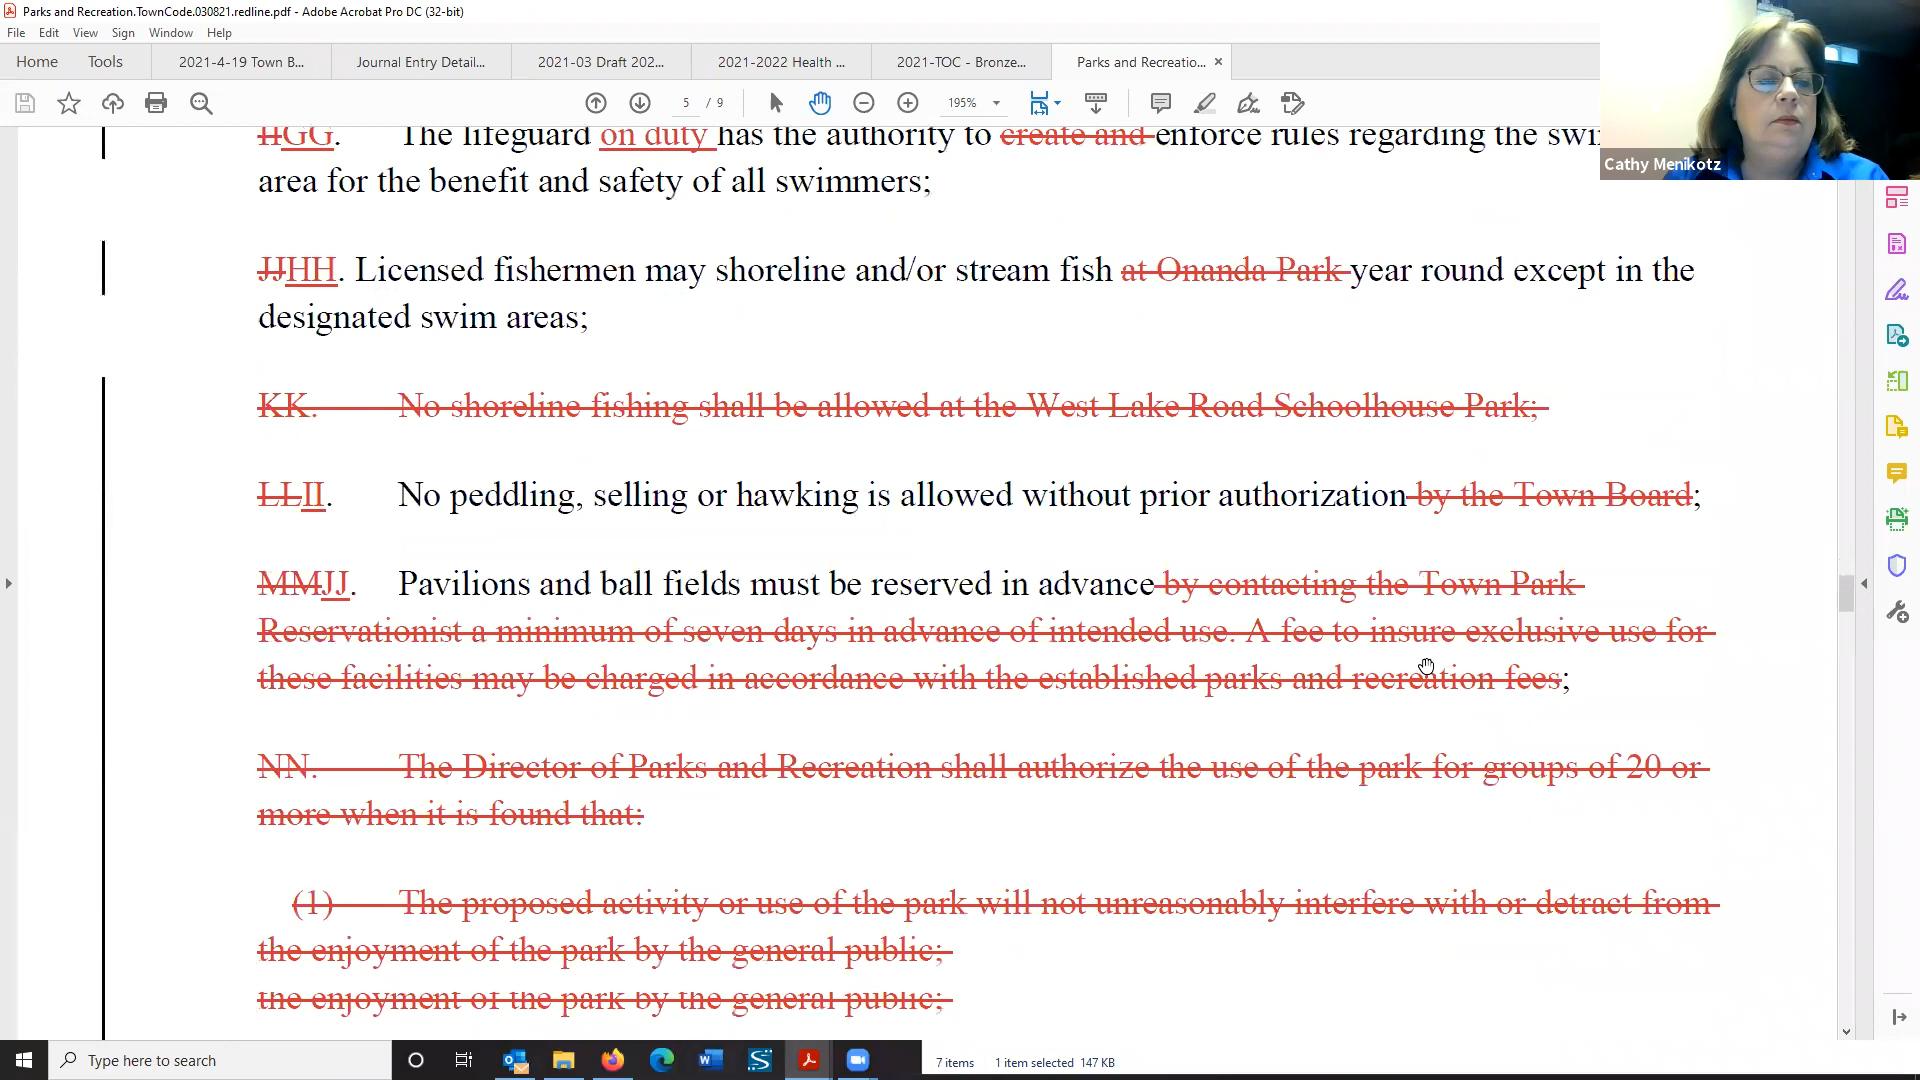 Parks and Recreation.TownCode.030821.redline.pdf - Adobe Acrobat Pro DC (32-bit)
File Edit View Sign Window Help
Home Tools 2021-4-19 Town B... Journal Entry Detail... 2021-03 Draft 202... 2021-2022 Health ... 2021-TOC - Bronze... Parks and Recreatio... ×
5 / 9 195%
Cathy Menikotz
IIGG. The lifeguard on duty has the authority to create and enforce rules regarding the swi
area for the benefit and safety of all swimmers;
JJHH. Licensed fishermen may shoreline and/or stream fish at Onanda Park year round except in the
designated swim areas;
KK. No shoreline fishing shall be allowed at the West Lake Road Schoolhouse Park;
LLII. No peddling, selling or hawking is allowed without prior authorization by the Town Board;
MMJJ. Pavilions and ball fields must be reserved in advance by contacting the Town Park
Reservationist a minimum of seven days in advance of intended use. A fee to insure exclusive use for
these facilities may be charged in accordance with the established parks and recreation fees;
NN. The Director of Parks and Recreation shall authorize the use of the park for groups of 20 or
more when it is found that:
(1) The proposed activity or use of the park will not unreasonably interfere with or detract from
the enjoyment of the park by the general public;
the enjoyment of the park by the general public;
Type here to search
7 items 1 item selected 147 KB